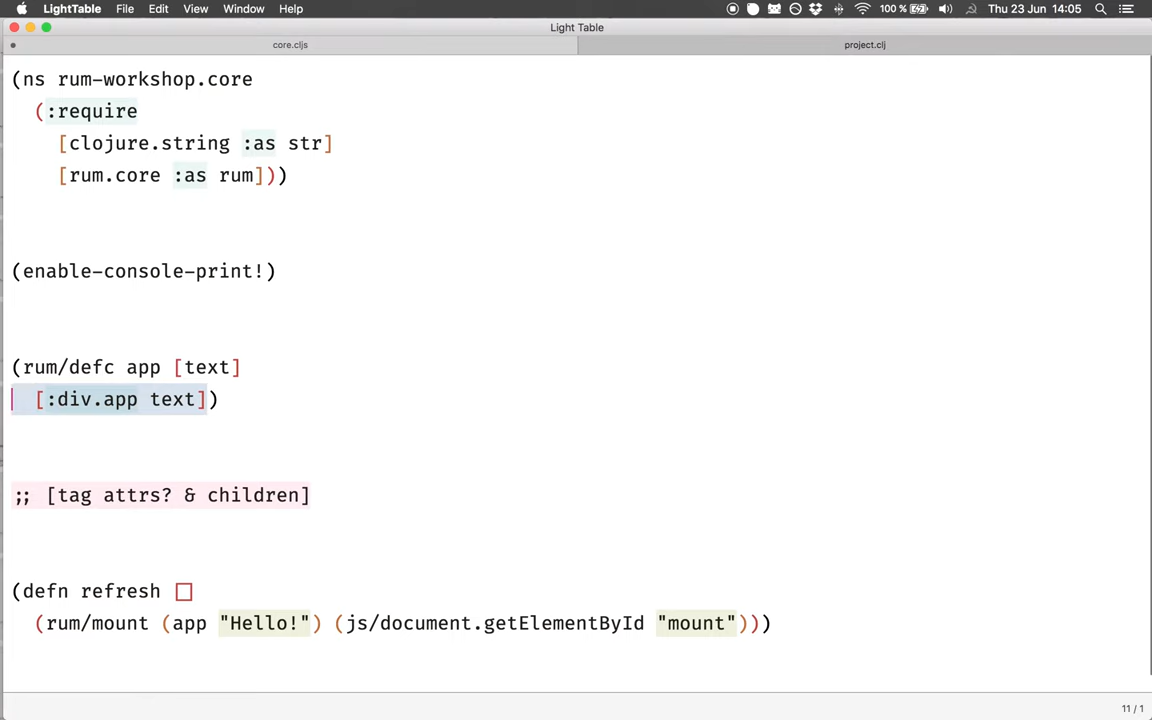 LightTable File Edit View Window Help 100 % Thu 23 Jun 14:05
Light Table
core.cljs project.clj
(ns rum-workshop.core
(:require
[clojure.string :as str]
[rum.core :as rum]))
(enable-console-print!)
(rum/defc app [text]
[:div.app text])
;; [tag attrs? & children]
(defn refresh []
(rum/mount (app "Hello!") (js/document.getElementById "mount")))
11 / 1